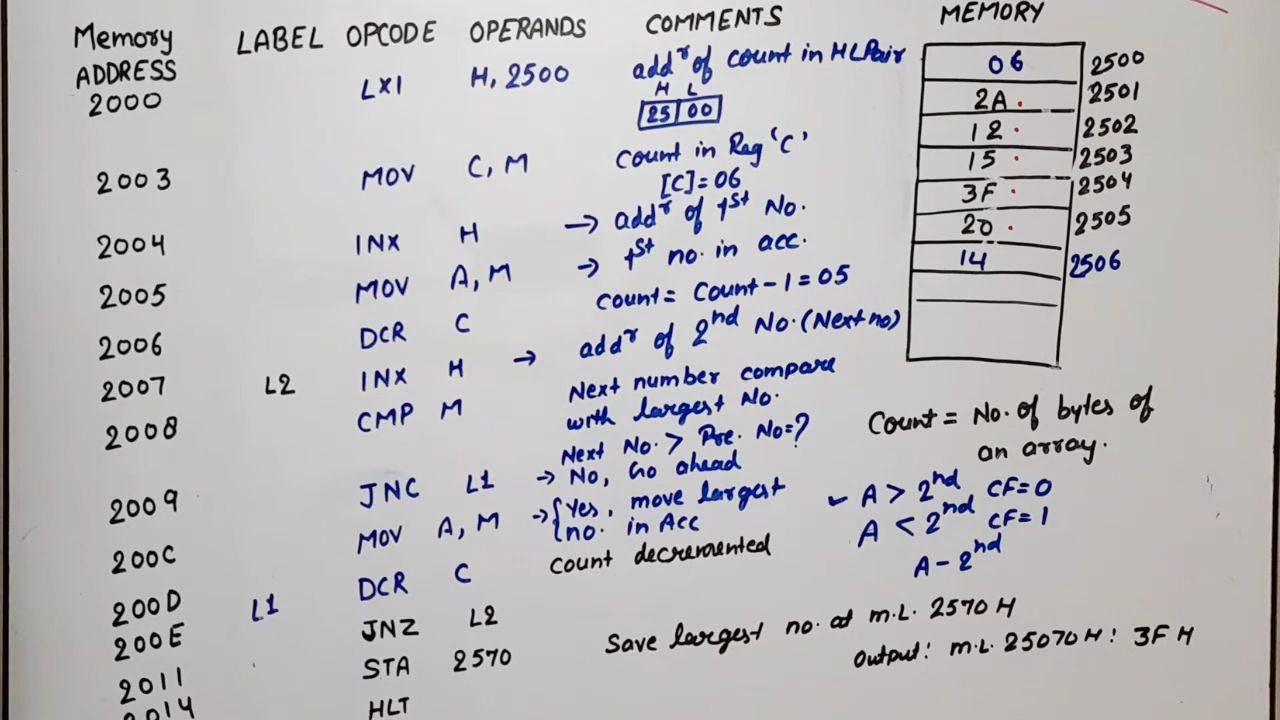 Memory ADDRESS LABEL OPCODE OPERANDS COMMENTS
2000 LXI H, 2500 addr of count in HL Pair
H L
25 00
2003 MOV C, M count in Reg 'C'
[C]=06
2004 INX H → addr of 1st No.
2005 MOV A, M → 1st no. in acc.
2006 DCR C count = Count - 1 = 05
2007 L2 INX H → addr of 2nd No. (Next no)
2008 CMP M Next number compare
with largest No.
Next No. > Pre. No=?
2009 JNC L1 → No, Go ahead
200C MOV A, M → {Yes, move largest
no. in Acc
200D L1 DCR C count decremented
200E JNZ L2
2011 STA 2570 Save largest no. at m.L. 2570 H
2014 HLT
MEMORY
06 2500
2A 2501
12 2502
15 2503
3F 2504
20 2505
14 2506
Count = No. of bytes of
an array.
A > 2nd CF=0
A < 2nd CF=1
A - 2nd
Output: m.L. 25070 H : 3F H